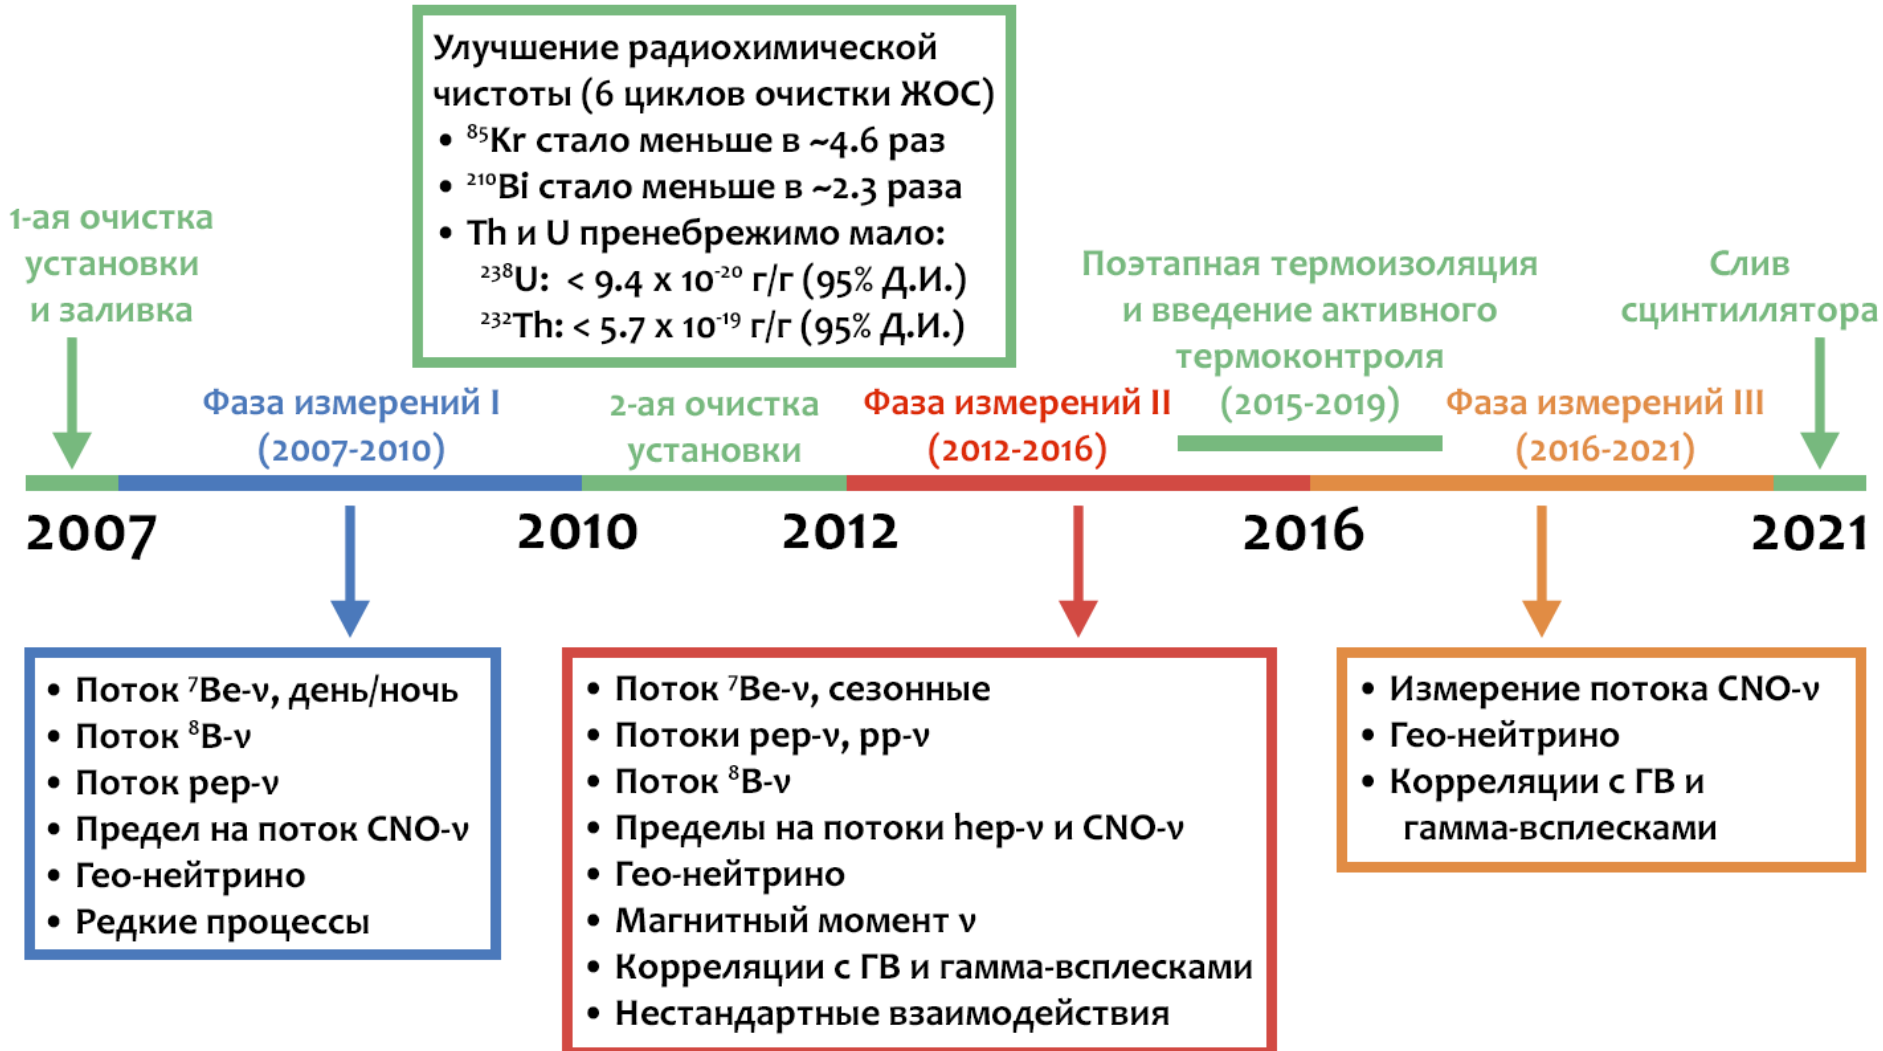 Улучшение радиохимической
чистоты (6 циклов очистки ЖОС)
• ⁸⁵Kr стало меньше в ~4.6 раз
• ²¹⁰Bi стало меньше в ~2.3 раза
• Th и U пренебрежимо мало:
²³⁸U: < 9.4 x 10⁻²⁰ г/г (95% Д.И.)
²³²Th: < 5.7 x 10⁻¹⁹ г/г (95% Д.И.)
1-ая очистка
установки
и заливка
Поэтапная термоизоляция
и введение активного
термоконтроля
(2015-2019)
Слив
сцинтиллятора
Фаза измерений I
(2007-2010)
2-ая очистка
установки
Фаза измерений II
(2012-2016)
Фаза измерений III
(2016-2021)
2007
2010
2012
2016
2021
• Поток ⁷Be-ν, день/ночь
• Поток ⁸B-ν
• Поток pep-ν
• Предел на поток CNO-ν
• Гео-нейтрино
• Редкие процессы
• Поток ⁷Be-ν, сезонные
• Потоки pep-ν, pp-ν
• Поток ⁸B-ν
• Пределы на потоки hep-ν и CNO-ν
• Гео-нейтрино
• Магнитный момент ν
• Корреляции с ГВ и гамма-всплесками
• Нестандартные взаимодействия
• Измерение потока CNO-ν
• Гео-нейтрино
• Корреляции с ГВ и
гамма-всплесками